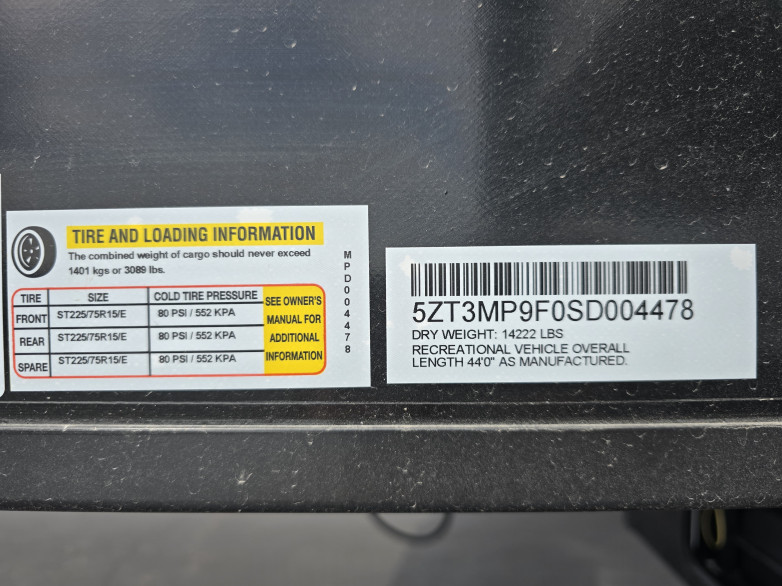 TIRE AND LOADING INFORMATION
The combined weight of cargo should never exceed
1401 kgs or 3089 lbs.
TIRE SIZE COLD TIRE PRESSURE
FRONT ST225/75R15/E 80 PSI / 552 KPA
REAR ST225/75R15/E 80 PSI / 552 KPA
SPARE ST225/75R15/E 80 PSI / 552 KPA
SEE OWNER'S
MANUAL FOR
ADDITIONAL
INFORMATION
MPD004478
5ZT3MP9F0SD004478
DRY WEIGHT: 14222 LBS
RECREATIONAL VEHICLE OVERALL
LENGTH 44'0" AS MANUFACTURED.